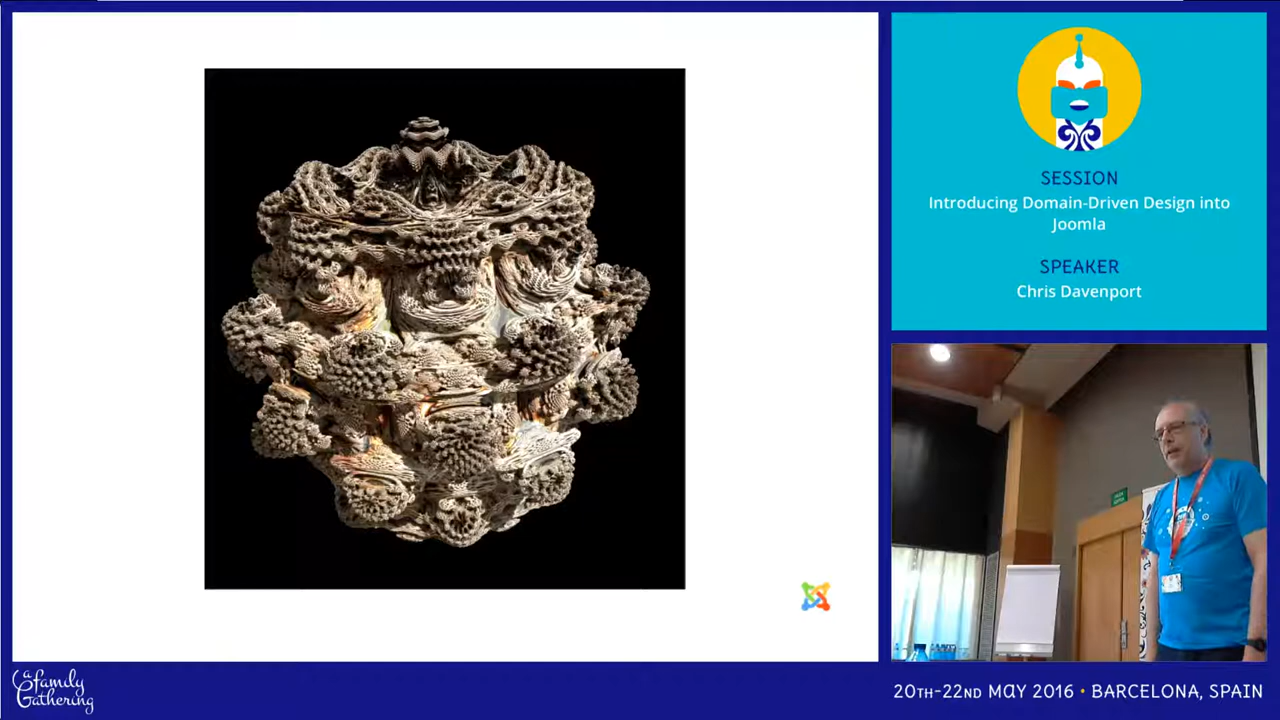 SESSION
Introducing Domain-Driven Design into
Joomla
SPEAKER
Chris Davenport
a family
Gathering
20TH-22ND MAY 2016 • BARCELONA, SPAIN